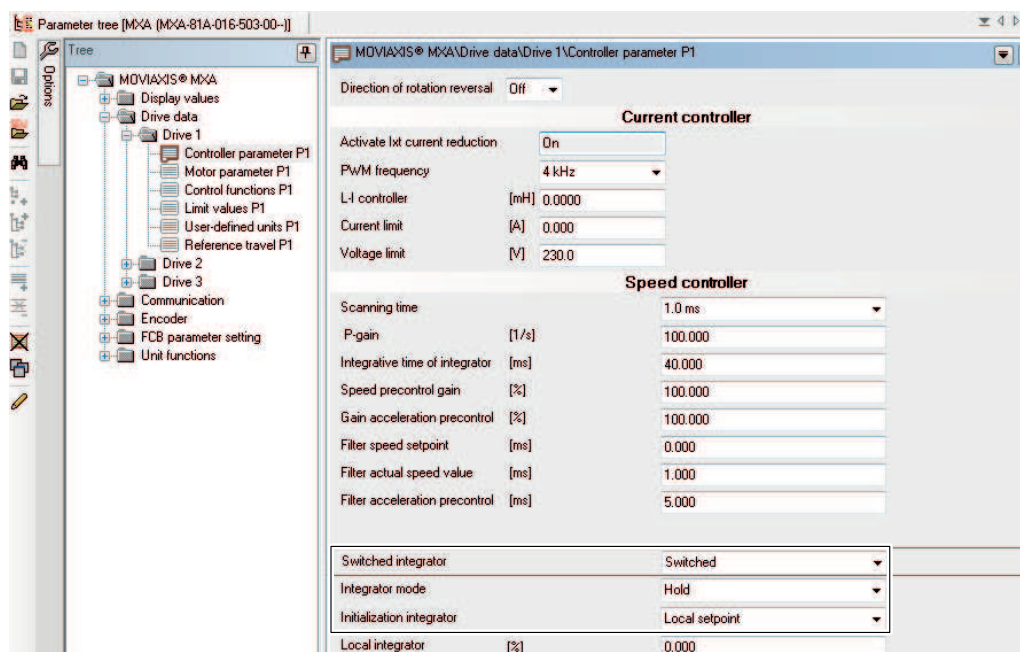 Parameter tree [MXA (MXA-81A-016-503-00--)]
Options
Tree
MOVIAXIS® MXA
Display values
Drive data
Drive 1
Controller parameter P1
Motor parameter P1
Control functions P1
Limit values P1
User-defined units P1
Reference travel P1
Drive 2
Drive 3
Communication
Encoder
FCB parameter setting
Unit functions
MOVIAXIS® MXA\Drive data\Drive 1\Controller parameter P1
Direction of rotation reversal Off
Current controller
Activate Ixt current reduction On
PWM frequency 4 kHz
L-I controller [mH] 0.0000
Current limit [A] 0.000
Voltage limit [V] 230.0
Speed controller
Scanning time 1.0 ms
P-gain [1/s] 100.000
Integrative time of integrator [ms] 40.000
Speed precontrol gain [%] 100.000
Gain acceleration precontrol [%] 100.000
Filter speed setpoint [ms] 0.000
Filter actual speed value [ms] 1.000
Filter acceleration precontrol [ms] 5.000
Switched integrator Switched
Integrator mode Hold
Initialization integrator Local setpoint
Local integrator [%] 0.000